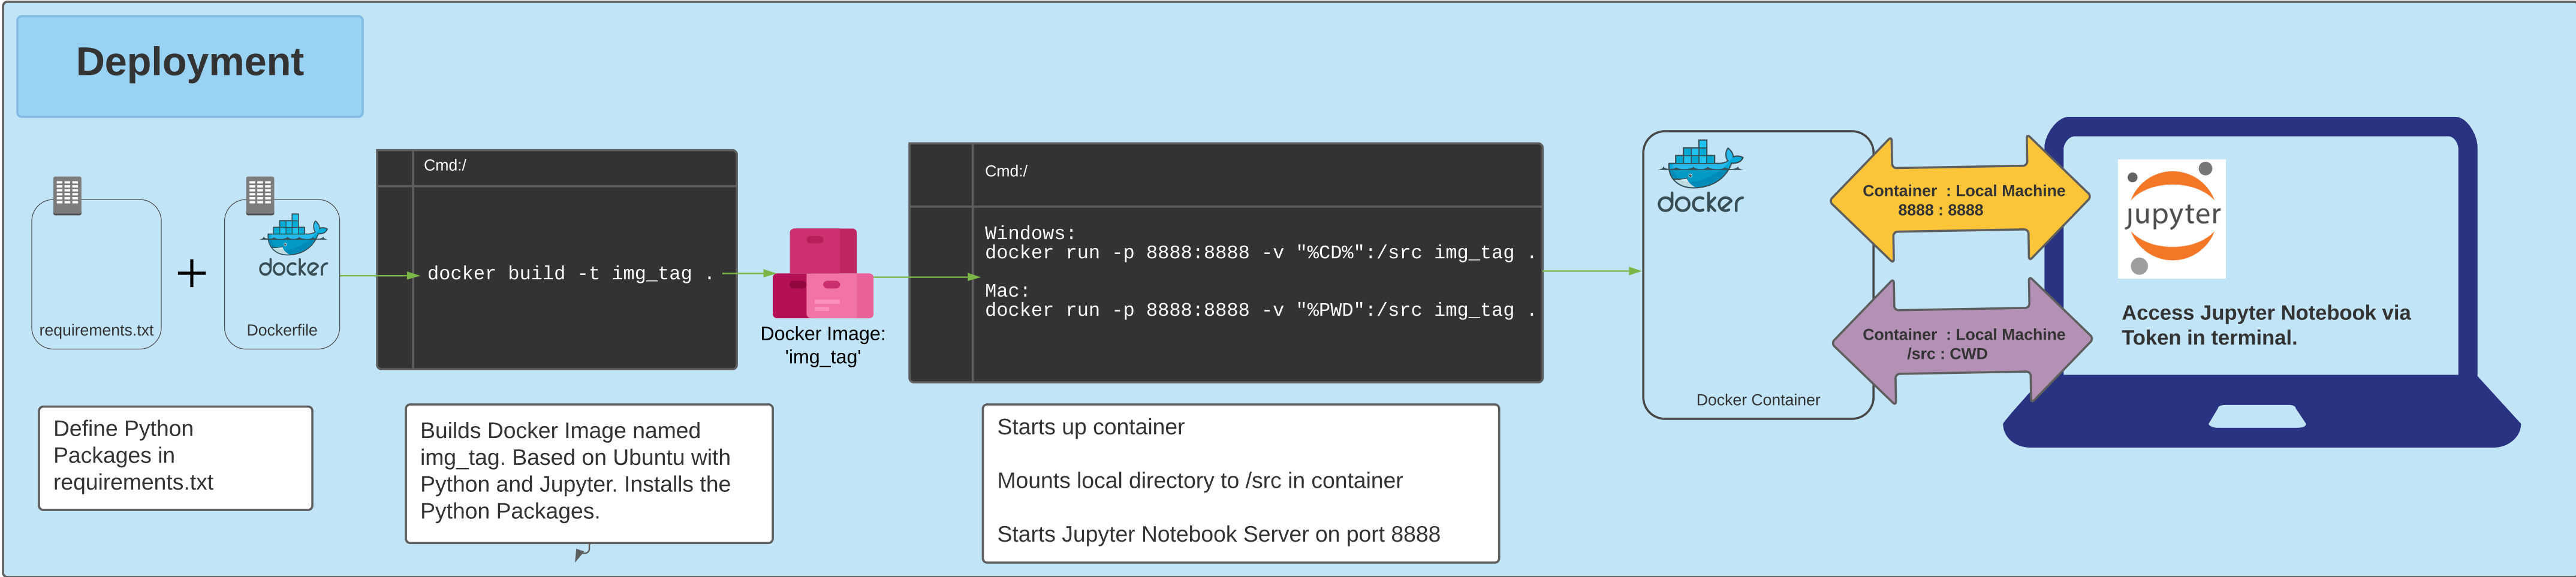 Deployment
requirements.txt
+
docker
Dockerfile
Cmd:/
docker build -t img_tag .
Docker Image:
'img_tag'
Cmd:/
Windows:
docker run -p 8888:8888 -v "%CD%":/src img_tag .
Mac:
docker run -p 8888:8888 -v "%PWD":/src img_tag .
docker
Docker Container
Container : Local Machine
8888 : 8888
Container : Local Machine
/src : CWD
jupyter
Access Jupyter Notebook via
Token in terminal.
Define Python
Packages in
requirements.txt
Builds Docker Image named
img_tag. Based on Ubuntu with
Python and Jupyter. Installs the
Python Packages.
Starts up container
Mounts local directory to /src in container
Starts Jupyter Notebook Server on port 8888